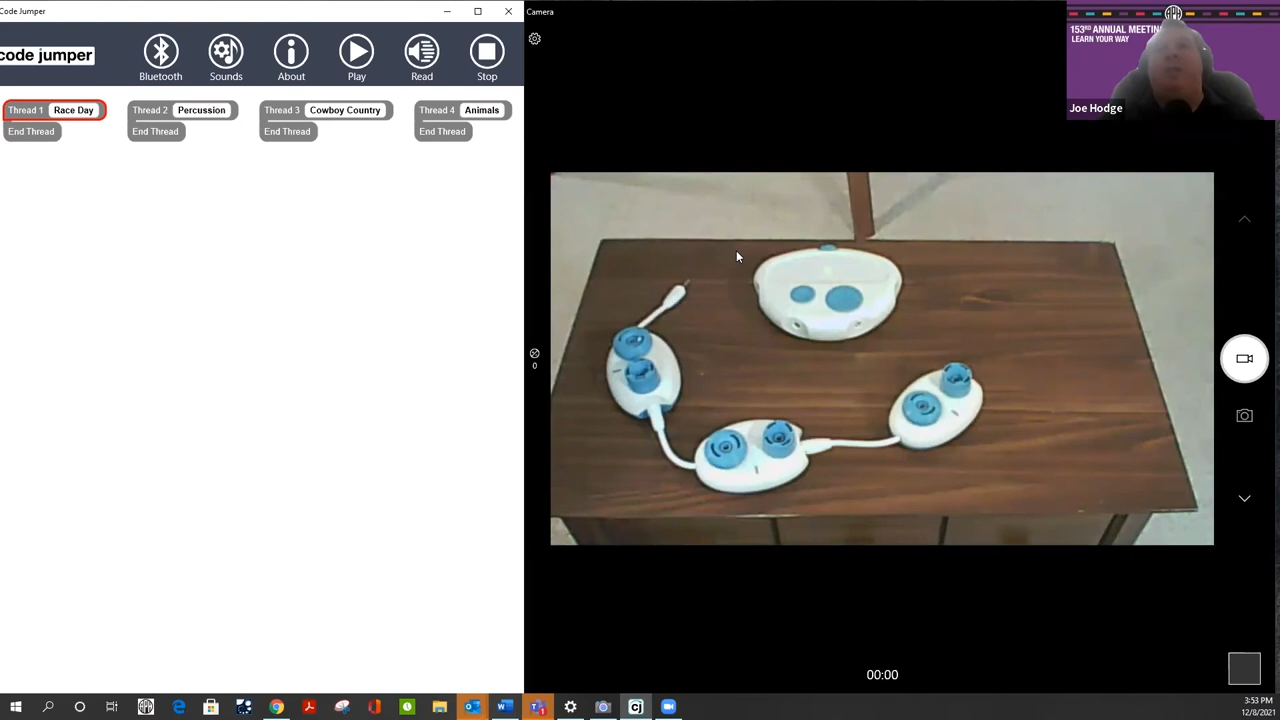 Code Jumper
code jumper
Bluetooth
Sounds
About
Play
Read
Stop
Thread 1 Race Day
End Thread
Thread 2 Percussion
End Thread
Thread 3 Cowboy Country
End Thread
Thread 4 Animals
End Thread
Camera
0
00:00
153RD ANNUAL MEETIN
LEARN YOUR WAY
Joe Hodge
3:53 PM
12/8/2021